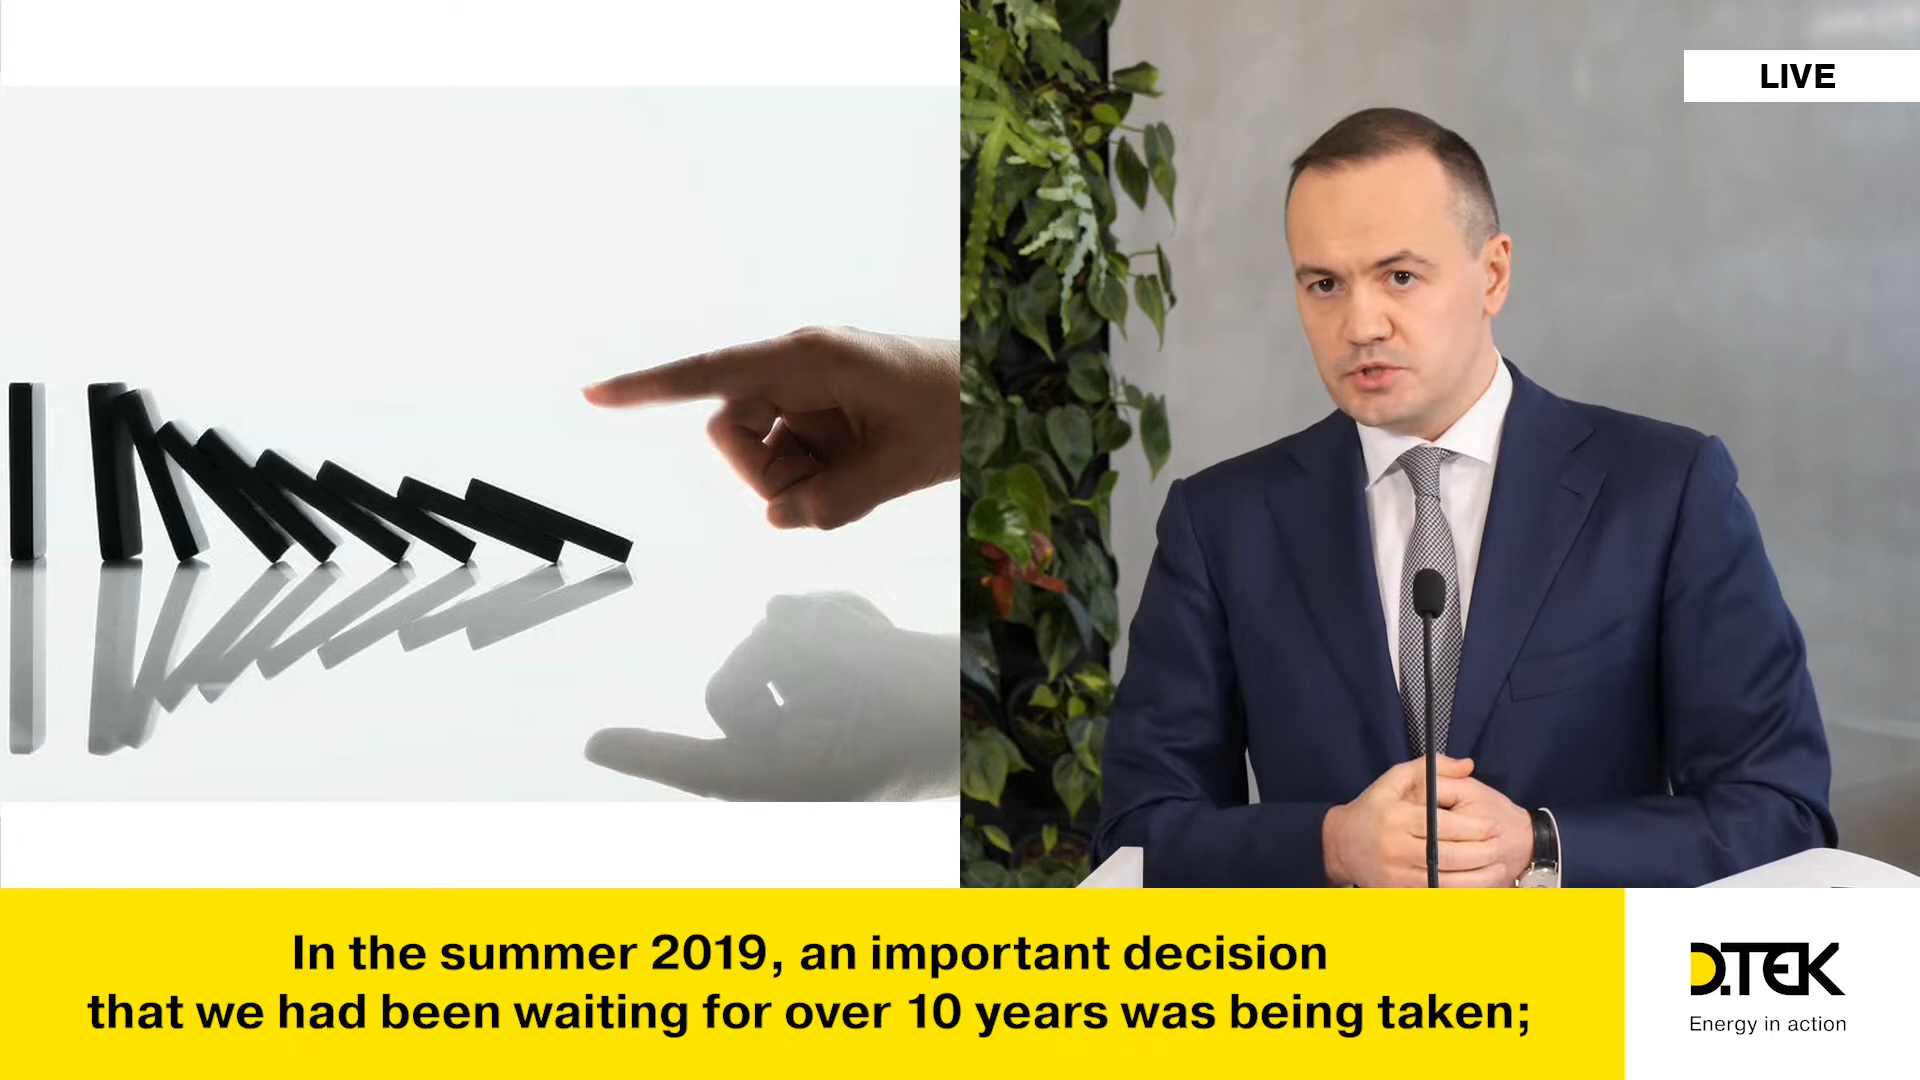 LIVE
In the summer 2019, an important decision
that we had been waiting for over 10 years was being taken;
D.TEK
Energy in action